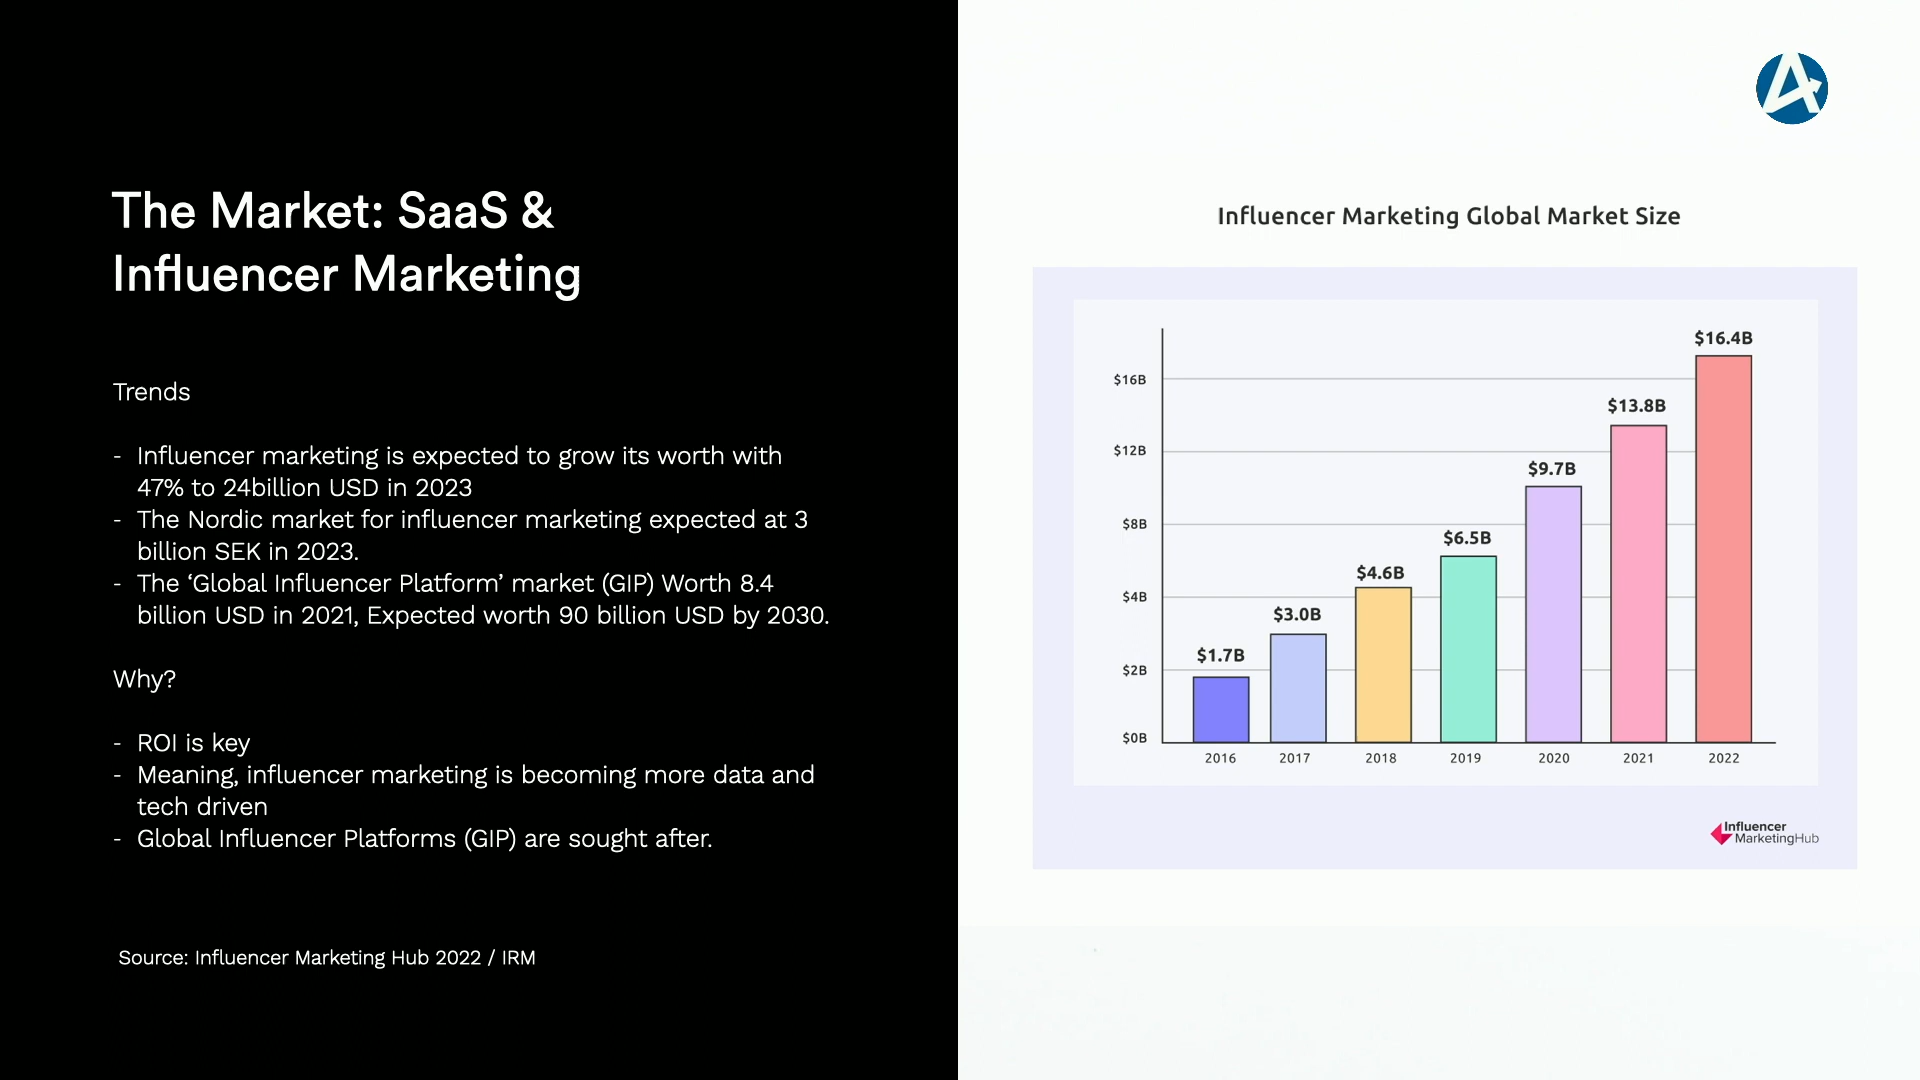 The Market: SaaS &
Influencer Marketing
Trends
- Influencer marketing is expected to grow its worth with
47% to 24billion USD in 2023
- The Nordic market for influencer marketing expected at 3
billion SEK in 2023.
- The ‘Global Influencer Platform’ market (GIP) Worth 8.4
billion USD in 2021, Expected worth 90 billion USD by 2030.
Why?
- ROI is key
- Meaning, influencer marketing is becoming more data and
tech driven
- Global Influencer Platforms (GIP) are sought after.
Source: Influencer Marketing Hub 2022 / IRM
Influencer Marketing Global Market Size
$16.4B
$16B
$13.8B
$12B
$9.7B
$8B
$6.5B
$4.6B
$4B
$3.0B
$1.7B
$2B
$0B
2016 2017 2018 2019 2020 2021 2022
Influencer
MarketingHub